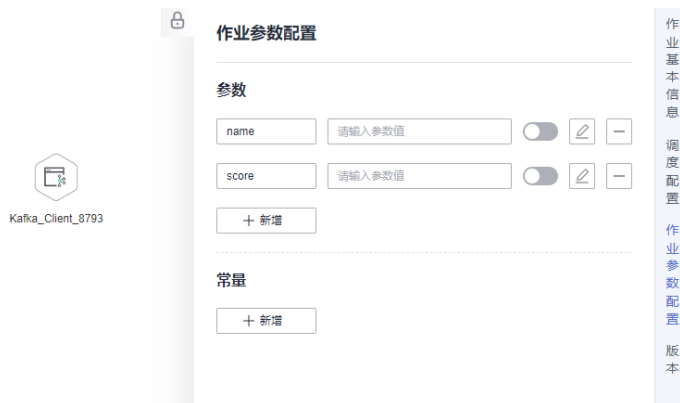 作业参数配置
参数
name
请输入参数值
score
请输入参数值
新增
Kafka_Client_8793
常量
新增
作业基本信息
调度配置
作业参数配置
版本